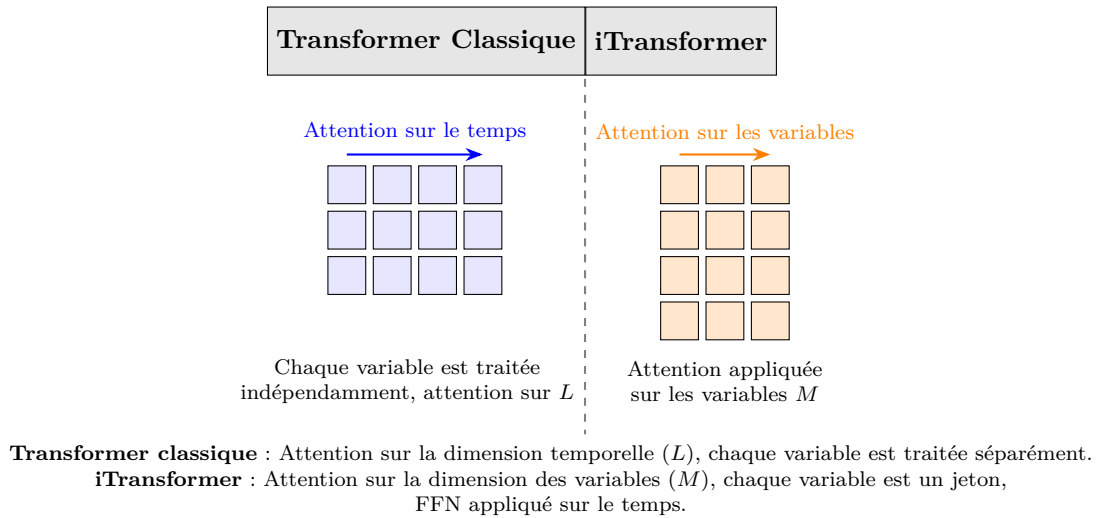 Transformer Classique iTransformer
Attention sur le temps
Attention sur les variables
Chaque variable est traitée
indépendamment, attention sur L
Attention appliquée
sur les variables M
Transformer classique : Attention sur la dimension temporelle (L), chaque variable est traitée séparément.
iTransformer : Attention sur la dimension des variables (M), chaque variable est un jeton,
FFN appliqué sur le temps.